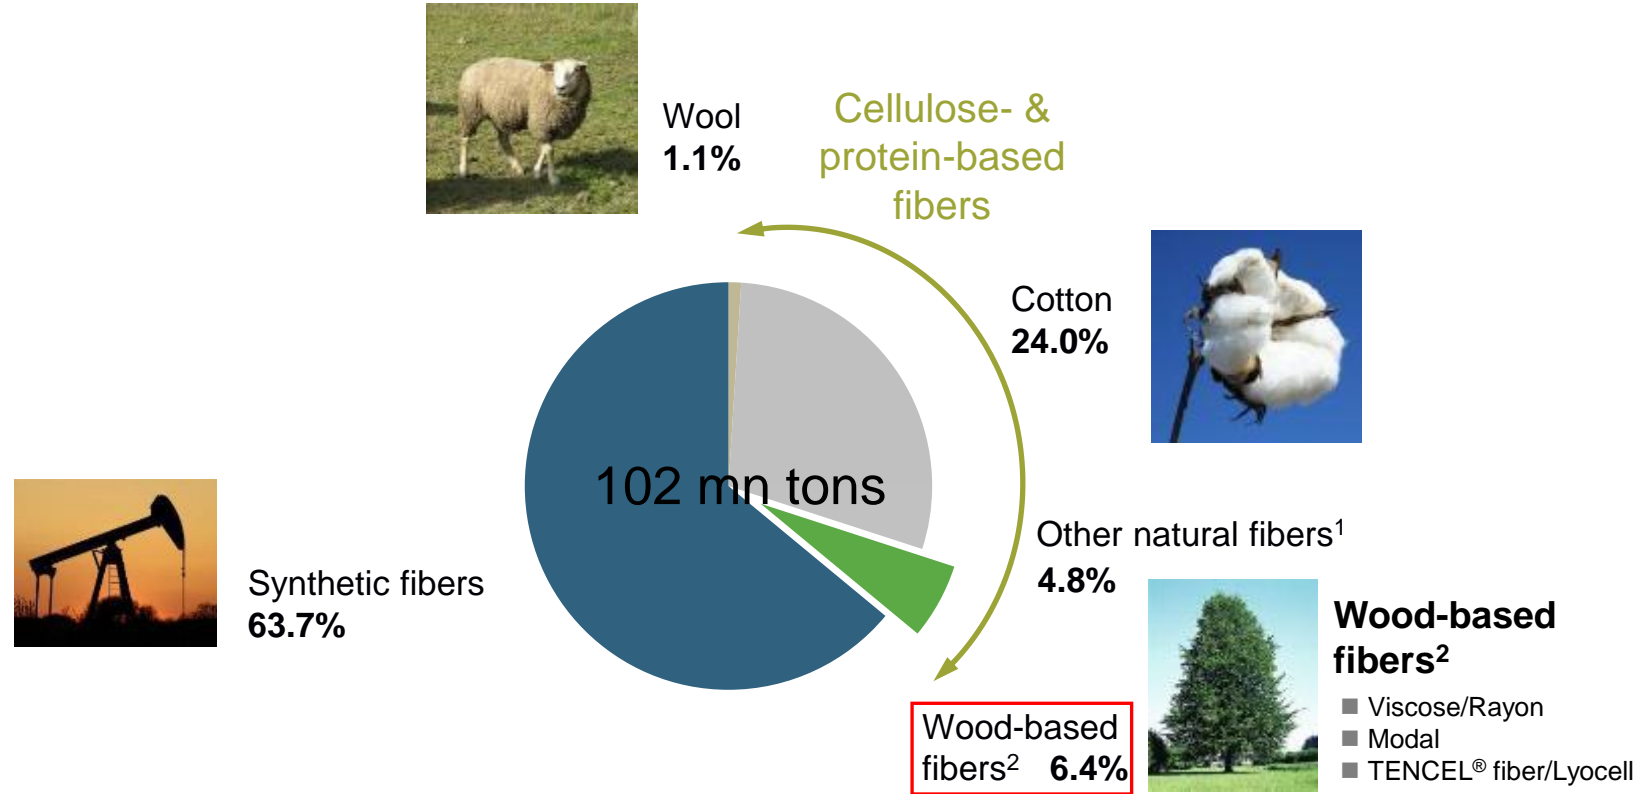 Wool
1.1%
Cellulose- &
protein-based
fibers
Cotton
24.0%
102 mn tons
Other natural fibers¹
4.8%
Synthetic fibers
63.7%
Wood-based
fibers² 6.4%
Wood-based
fibers²
■ Viscose/Rayon
■ Modal
■ TENCEL® fiber/Lyocell